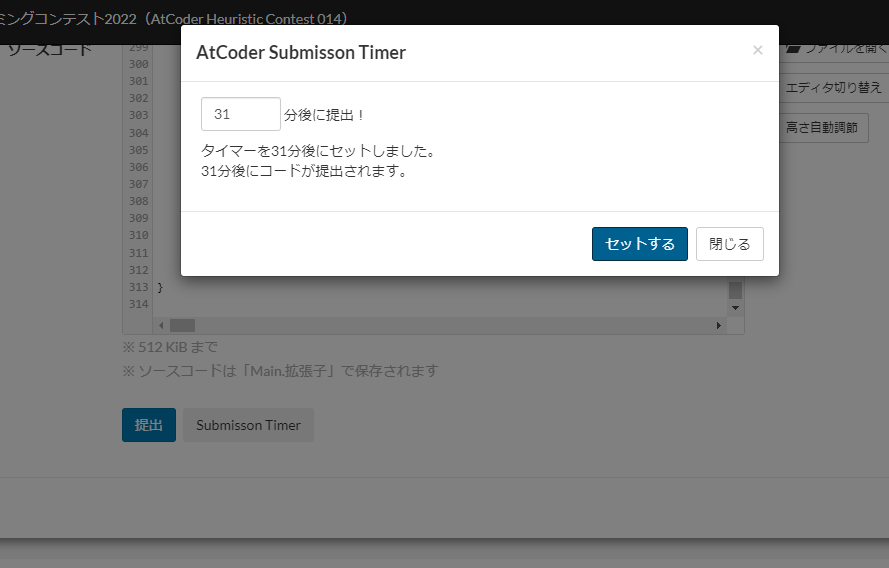 ミングコンテスト2022（AtCoder Heuristic Contest 014）
ソースコード
ファイルを開く
エディタ切り替え
高さ自動調節
AtCoder Submisson Timer
×
31 分後に提出！
タイマーを31分後にセットしました。
31分後にコードが提出されます。
セットする 閉じる
299
300
301
302
303
304
305
306
307
308
309
310
311
312
313 }
314
※ 512 KiB まで
※ ソースコードは「Main.拡張子」で保存されます
提出 Submisson Timer